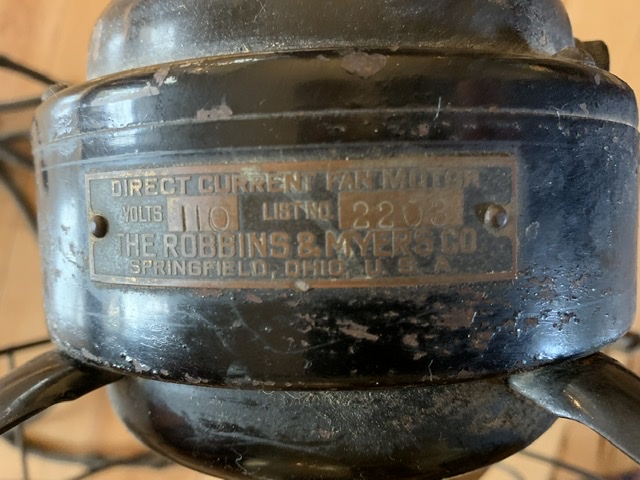 DIRECT CURRENT FAN MOTOR
VOLTS 110 LIST NO. 2203
THE ROBBINS & MYERS CO
SPRINGFIELD, OHIO, U. S. A.